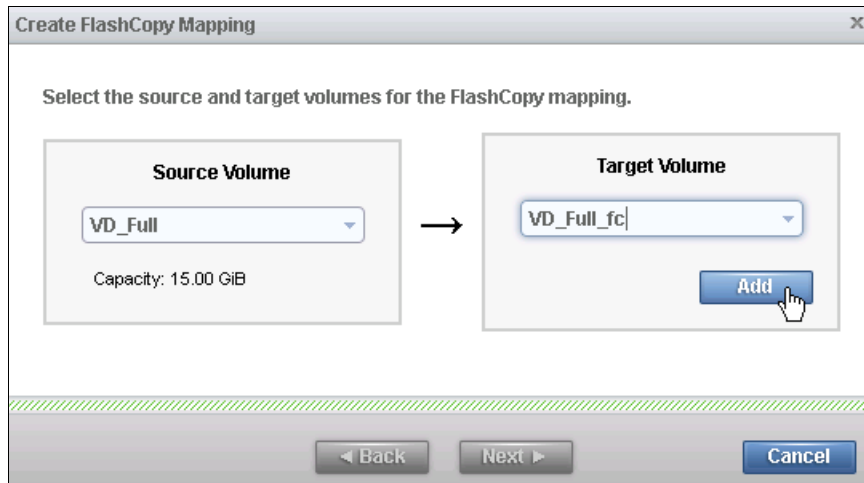 Create FlashCopy Mapping x
Select the source and target volumes for the FlashCopy mapping.
Source Volume
VD_Full
Capacity: 15.00 GiB
→
Target Volume
VD_Full_fc
Add
◄ Back Next ► Cancel